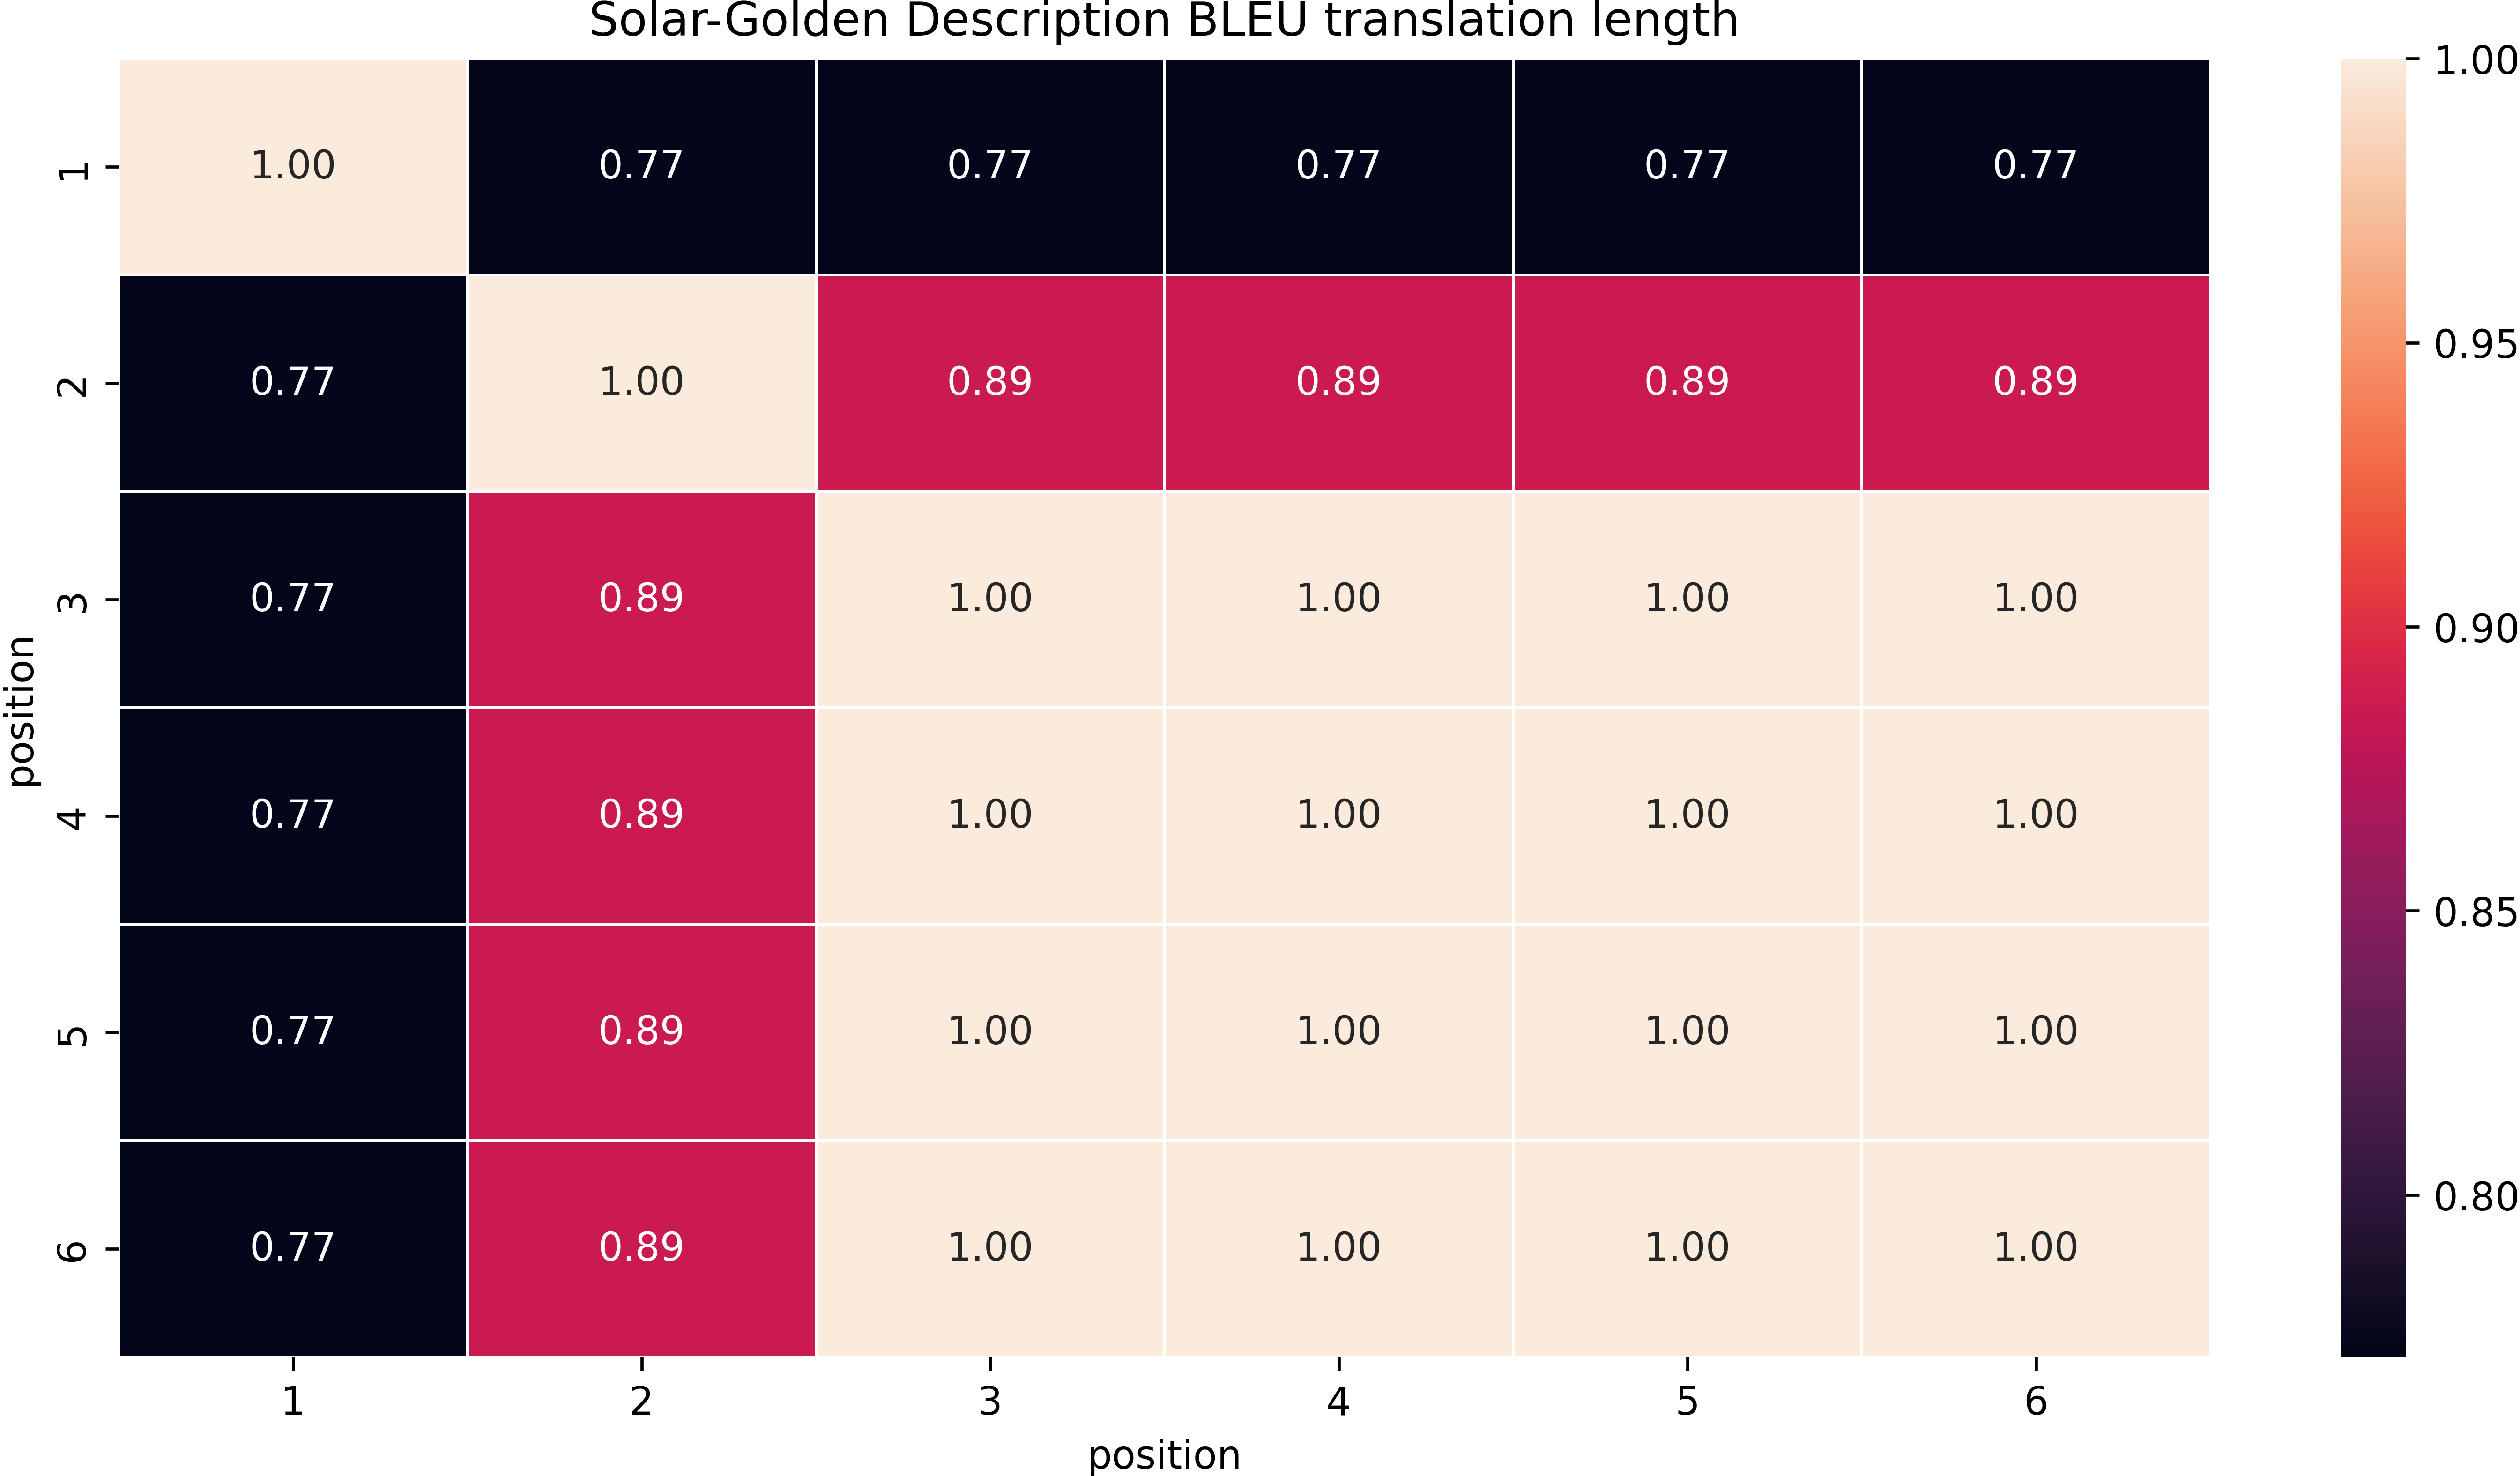 Solar-Golden Description BLEU translation length
1 1.00 0.77 0.77 0.77 0.77 0.77
2 0.77 1.00 0.89 0.89 0.89 0.89
3 0.77 0.89 1.00 1.00 1.00 1.00
4 0.77 0.89 1.00 1.00 1.00 1.00
5 0.77 0.89 1.00 1.00 1.00 1.00
6 0.77 0.89 1.00 1.00 1.00 1.00
position
1 2 3 4 5 6
position
1.00
0.95
0.90
0.85
0.80